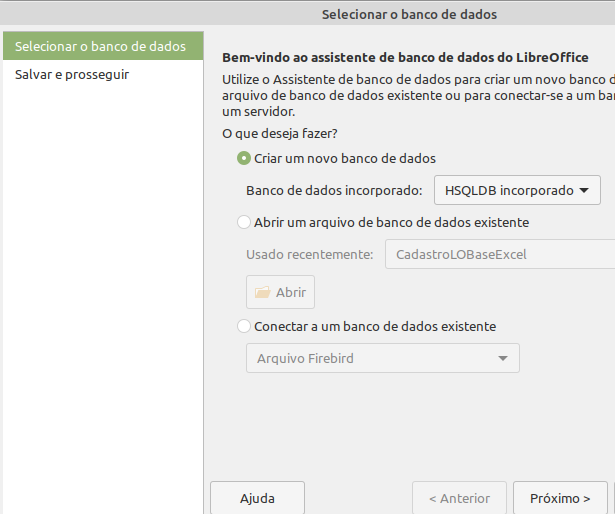 Selecionar o banco de dados
Selecionar o banco de dados
Salvar e prosseguir
Bem-vindo ao assistente de banco de dados do LibreOffice
Utilize o Assistente de banco de dados para criar um novo banco d
arquivo de banco de dados existente ou para conectar-se a um ban
um servidor.
O que deseja fazer?
Criar um novo banco de dados
Banco de dados incorporado: HSQLDB incorporado
Abrir um arquivo de banco de dados existente
Usado recentemente: CadastroLOBaseExcel
Abrir
Conectar a um banco de dados existente
Arquivo Firebird
Ajuda < Anterior Próximo >